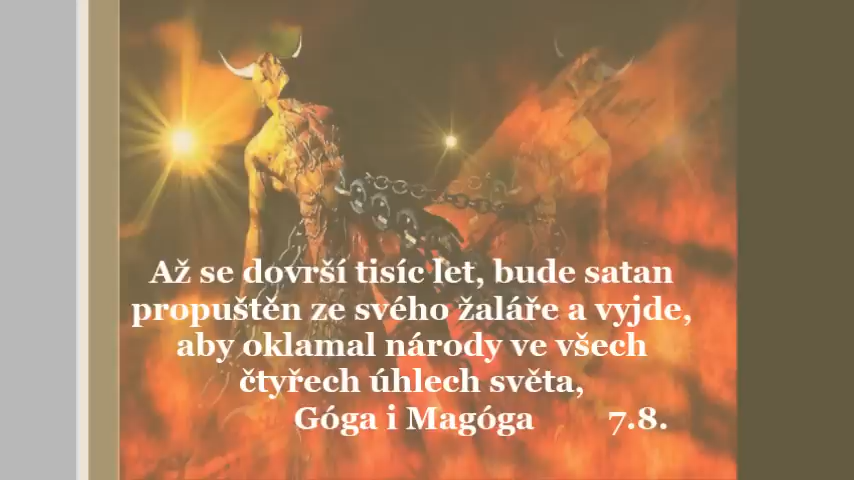 Až se dovrší tisíc let, bude satan
propuštěn ze svého žaláře a vyjde,
aby oklamal národy ve všech
čtyřech úhlech světa,
Góga i Magóga 7.8.